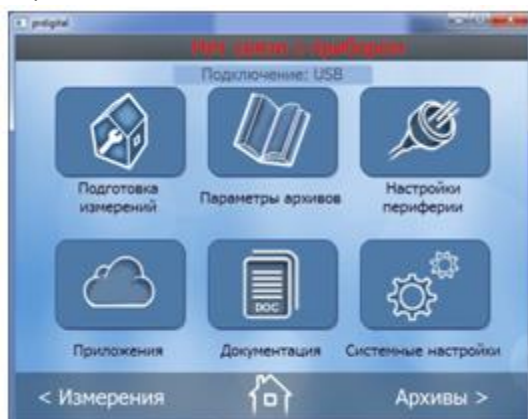 prdigital
Нет связи с прибором
Подключение: USB
Подготовка
измерений
Параметры архивов
Настройки
периферии
DOC
Приложения
Документация
Системные настройки
< Измерения
Архивы >